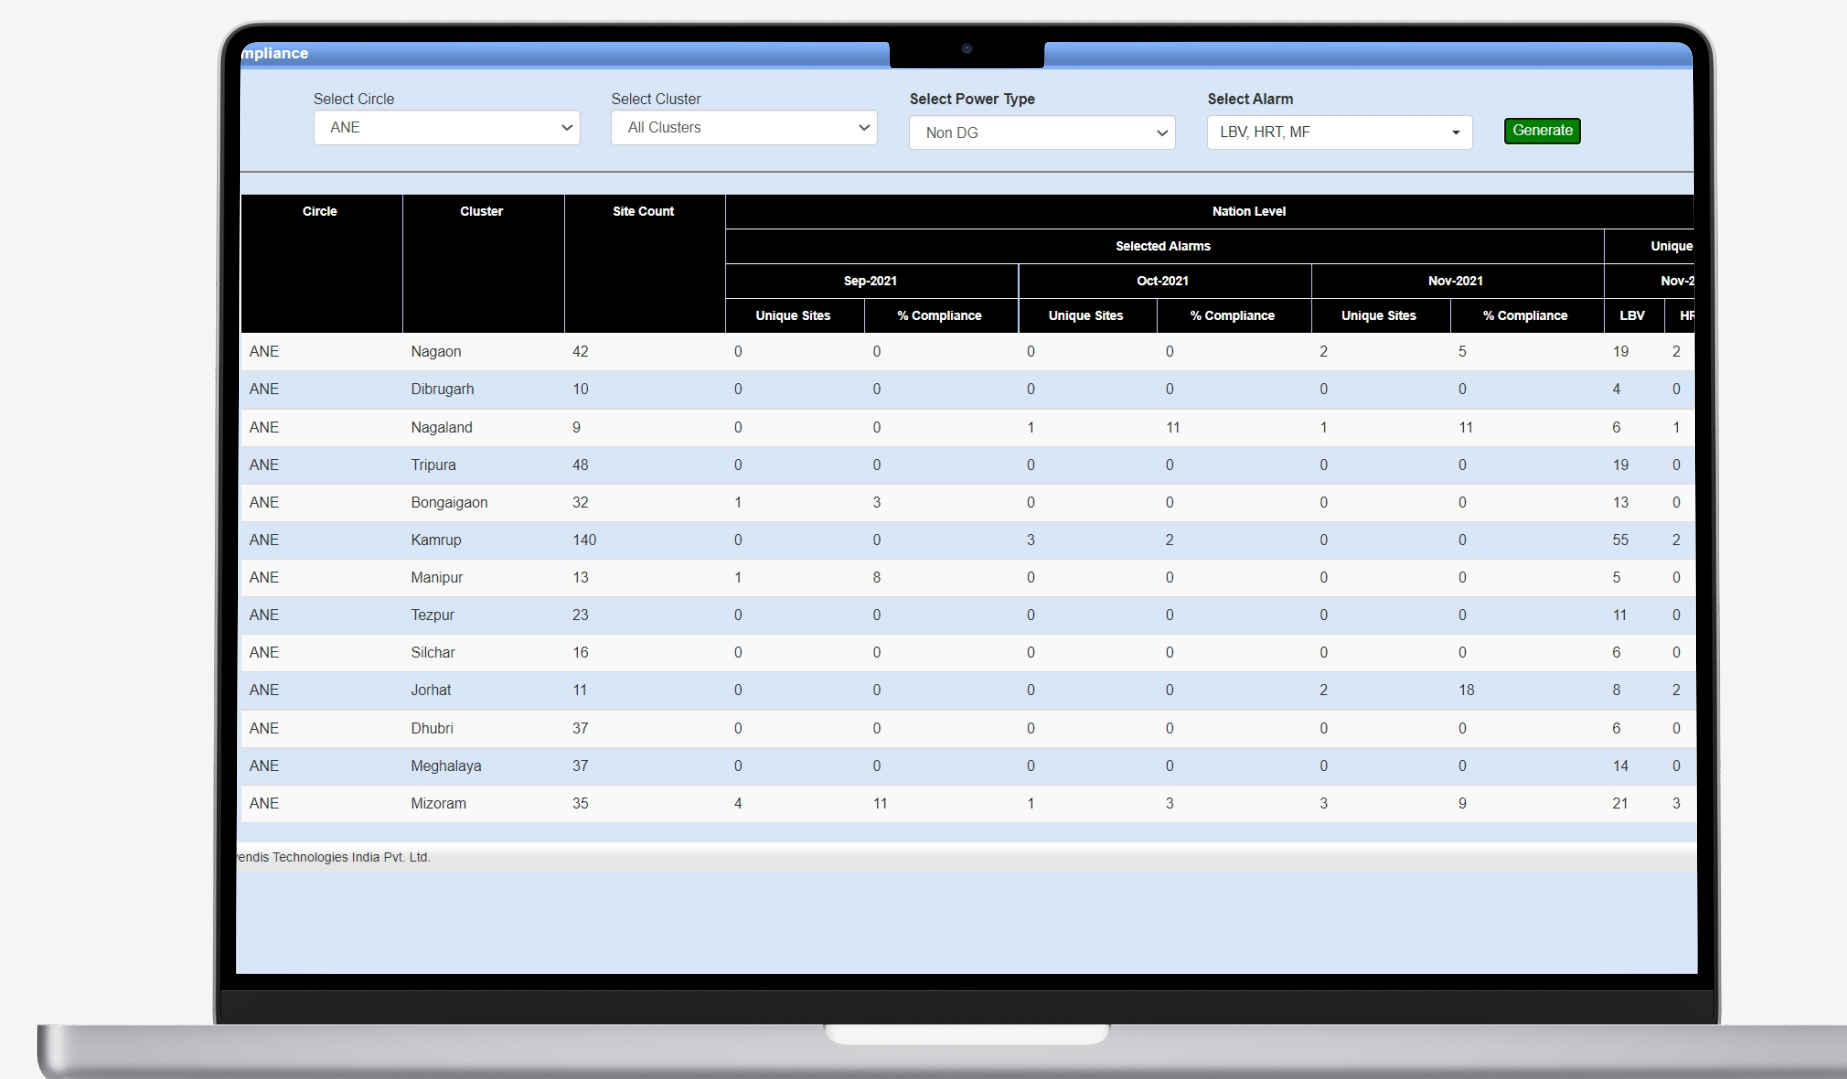 mpliance
Select Circle Select Cluster Select Power Type Select Alarm
ANE All Clusters Non DG LBV, HRT, MF Generate
Circle Cluster Site Count Nation Level
Selected Alarms Unique
Sep-2021 Oct-2021 Nov-2021 Nov-2
Unique Sites % Compliance Unique Sites % Compliance Unique Sites % Compliance LBV HR
ANE Nagaon 42 0 0 0 0 2 5 19 2
ANE Dibrugarh 10 0 0 0 0 0 0 4 0
ANE Nagaland 9 0 0 1 11 1 11 6 1
ANE Tripura 48 0 0 0 0 0 0 19 0
ANE Bongaigaon 32 1 3 0 0 0 0 13 0
ANE Kamrup 140 0 0 3 2 0 0 55 2
ANE Manipur 13 1 8 0 0 0 0 5 0
ANE Tezpur 23 0 0 0 0 0 0 11 0
ANE Silchar 16 0 0 0 0 0 0 6 0
ANE Jorhat 11 0 0 0 0 2 18 8 2
ANE Dhubri 37 0 0 0 0 0 0 6 0
ANE Meghalaya 37 0 0 0 0 0 0 14 0
ANE Mizoram 35 4 11 1 3 3 9 21 3
endis Technologies India Pvt. Ltd.